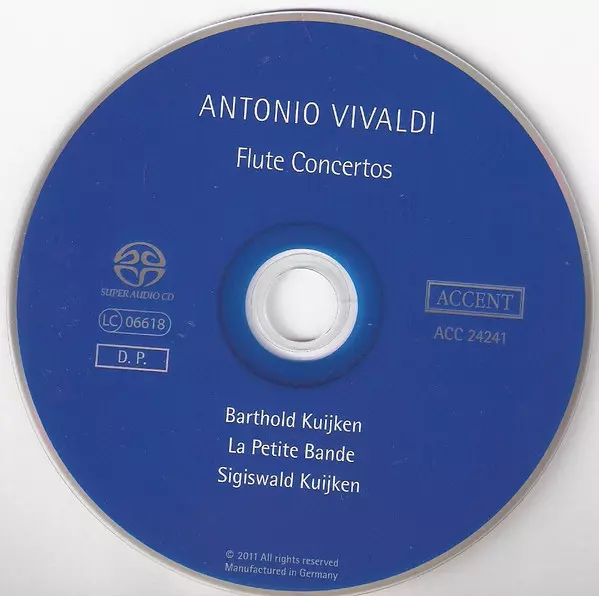 ANTONIO VIVALDI
Flute Concertos
SUPER AUDIO CD
LC 06618
D. P.
ACCENT
ACC 24241
Barthold Kuijken
La Petite Bande
Sigiswald Kuijken
© 2011 All rights reserved
Manufactured in Germany